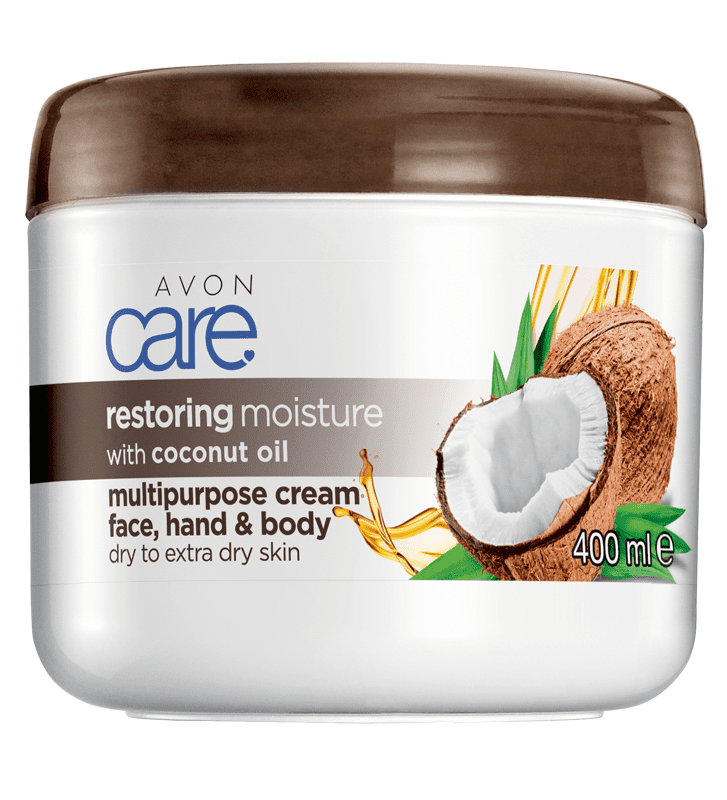 AVON
care
restoring moisture
with coconut oil
multipurpose cream
face, hand & body
dry to extra dry skin
400 ml e